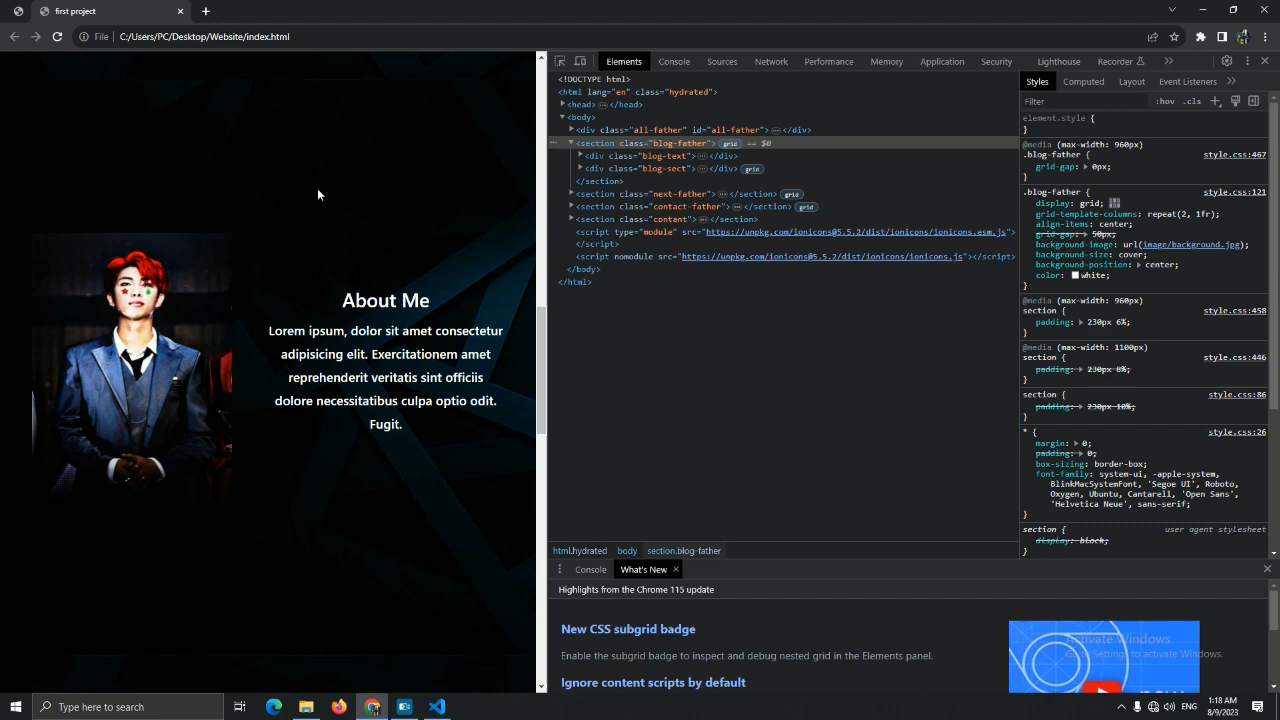 first project
File C:/Users/PC/Desktop/Website/index.html
Elements Console Sources Network Performance Memory Application Security Lighthouse Recorder
<!DOCTYPE html>
<html lang="en" class="hydrated">
<head> </head>
<body>
<div class="all-father" id="all-father"> </div>
<section class="blog-father"> grid == $0
<div class="blog-text"> </div>
<div class="blog-sect"> </div> grid
</section>
<section class="next-father"> </section> grid
<section class="contact-father"> </section> grid
<section class="contant"> </section>
<script type="module" src="https://unpkg.com/ionicons@5.5.2/dist/ionicons/ionicons.esm.js">
</script>
<script nomodule src="https://unpkg.com/ionicons@5.5.2/dist/ionicons/ionicons.js"></script>
</body>
</html>
html.hydrated body section.blog-father
Styles Computed Layout Event Listeners
Filter :hov .cls
element.style {
}
@media (max-width: 960px)
.blog-father { style.css:467
grid-gap: 0px;
}
.blog-father { style.css:121
display: grid;
grid-template-columns: repeat(2, 1fr);
align-items: center;
grid-gap: 50px;
background-image: url(image/background.jpg);
background-size: cover;
background-position: center;
color: white;
}
@media (max-width: 960px)
section { style.css:458
padding: 230px 6%;
}
@media (max-width: 1100px)
section { style.css:446
padding: 230px 8%;
}
section { style.css:86
padding: 230px 10%;
}
* { style.css:26
margin: 0;
padding: 0;
box-sizing: border-box;
font-family: system-ui, -apple-system,
BlinkMacSystemFont, 'Segoe UI', Roboto,
Oxygen, Ubuntu, Cantarell, 'Open Sans',
'Helvetica Neue', sans-serif;
}
section { user agent stylesheet
display: block;
}
About Me
Lorem ipsum, dolor sit amet consectetur
adipisicing elit. Exercitationem amet
reprehenderit veritatis sint officiis
dolore necessitatibus culpa optio odit.
Fugit.
Console What's New
Highlights from the Chrome 115 update
New CSS subgrid badge
Enable the subgrid badge to inspect and debug nested grid in the Elements panel.
Ignore content scripts by default
Activate Windows
Go to Settings to activate Windows.
new
Type here to search
ENG
1:18 AM
8/9/2023